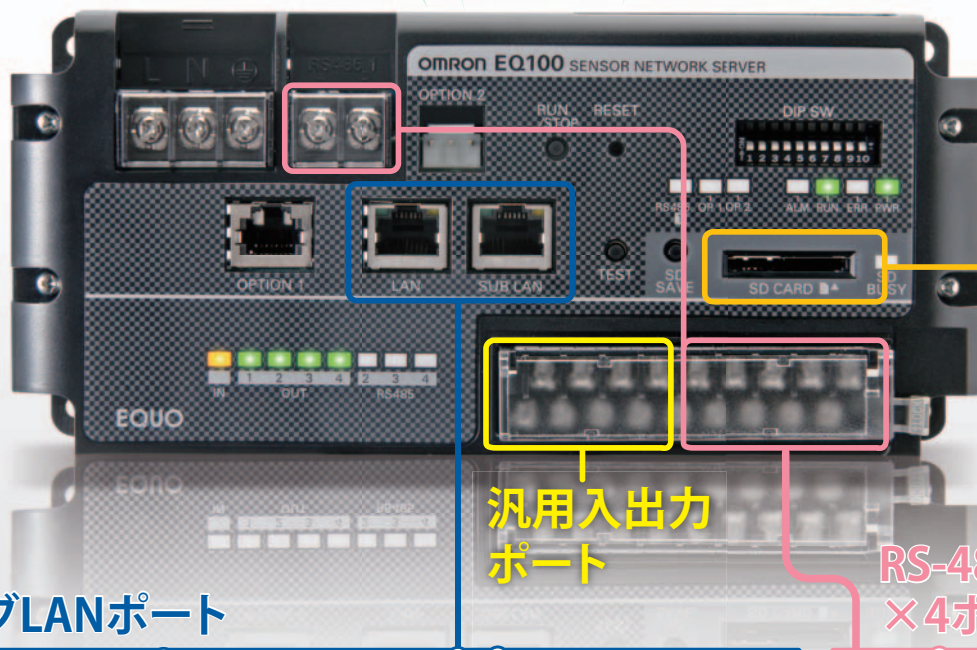 L N
RS485 1
omron EQ100 SENSOR NETWORK SERVER
OPTION 2
RUN
STOP
RESET
DIP SW
1 2 3 4 5 6 7 8 9 10
RS485 OP 1 OP 2 ALM RUN ERR PWR
OPTION 1
LAN
SUB LAN
TEST
SD
SAVE
SD CARD
SD
BUSY
1 2 3 4 2 3 4
IN OUT RS485
EQUO
汎用入出力
ポート
RS-48
×4ポ
ブLANポート